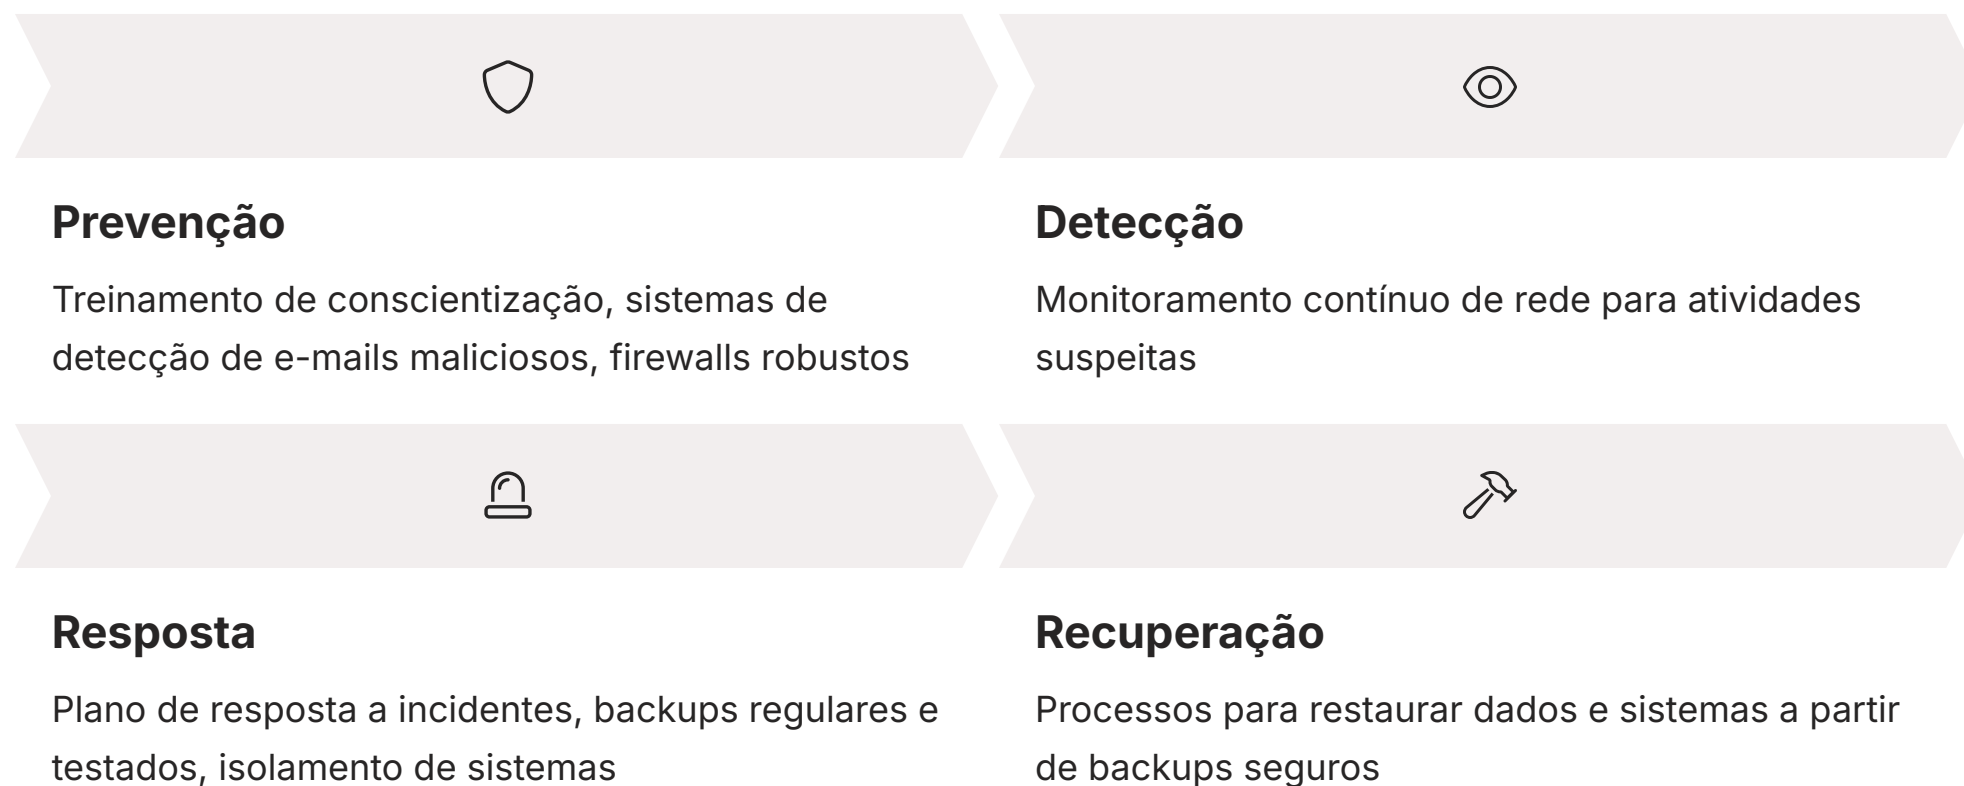 Prevenção
Treinamento de conscientização, sistemas de
detecção de e-mails maliciosos, firewalls robustos
Detecção
Monitoramento contínuo de rede para atividades
suspeitas
Resposta
Plano de resposta a incidentes, backups regulares e
testados, isolamento de sistemas
Recuperação
Processos para restaurar dados e sistemas a partir
de backups seguros